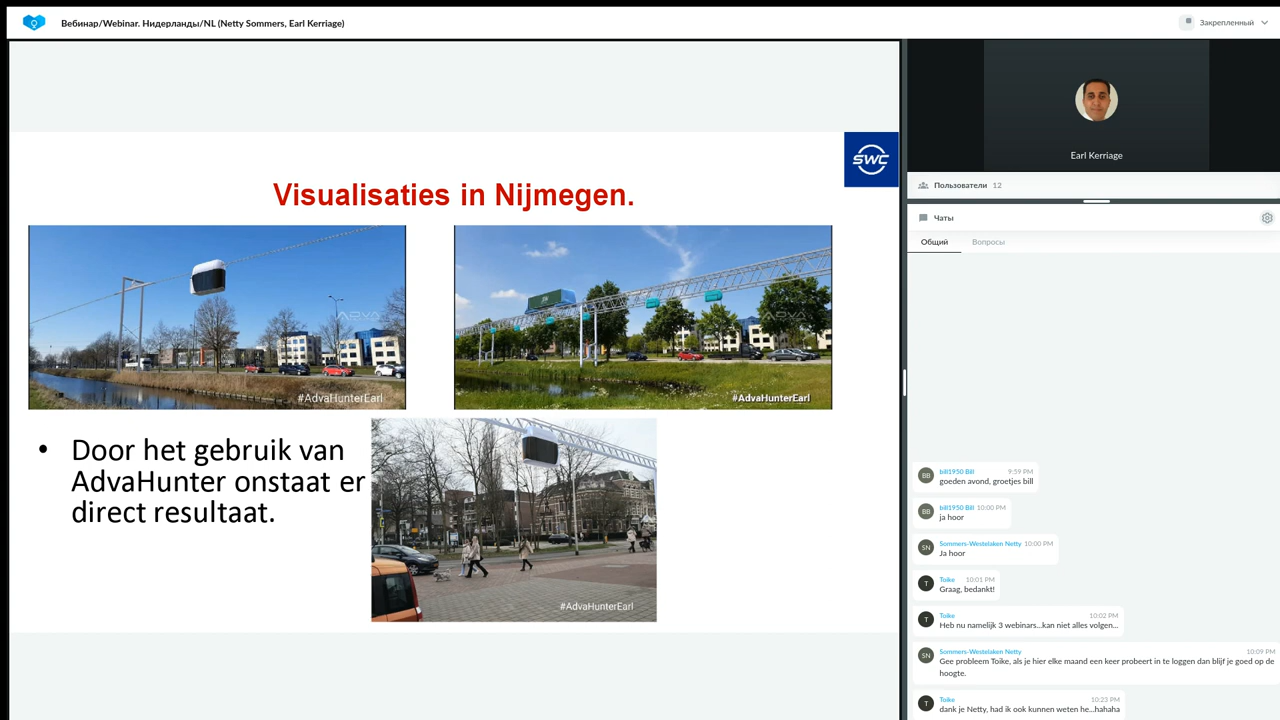 Вебинар/Webinar. Нидерланды/NL (Netty Sommers, Earl Kerriage)
Закрепленный
SWC
Visualisaties in Nijmegen.
ADVA
#AdvaHunterEarl
#AdvaHunterEarl
• Door het gebruik van
AdvaHunter onstaat er
direct resultaat.
#AdvaHunterEarl
Earl Kerriage
Пользователи 12
Чаты
Общий Вопросы
BB bill1950 Bill 9:59 PM
goeden avond, groetjes bill
BB bill1950 Bill 10:00 PM
ja hoor
SN Sommers-Westelaken Netty 10:00 PM
Ja hoor
T Toike 10:01 PM
Graag, bedankt!
T Toike 10:02 PM
Heb nu namelijk 3 webinars...kan niet alles volgen...
SN Sommers-Westelaken Netty 10:09 PM
Gee probleem Toike, als je hier elke maand een keer probeert in te loggen dan blijf je goed op de
hoogte.
T Toike 10:23 PM
dank je Netty, had ik ook kunnen weten he...hahaha